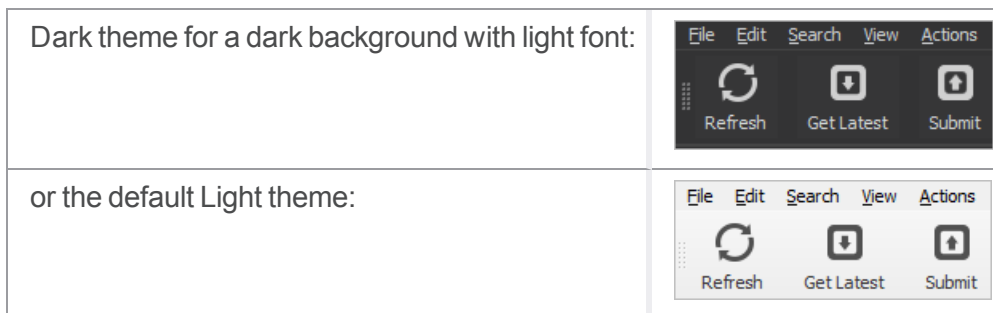 Dark theme for a dark background with light font:
File Edit Search View Actions
Refresh Get Latest Submit
or the default Light theme:
File Edit Search View Actions
Refresh Get Latest Submit